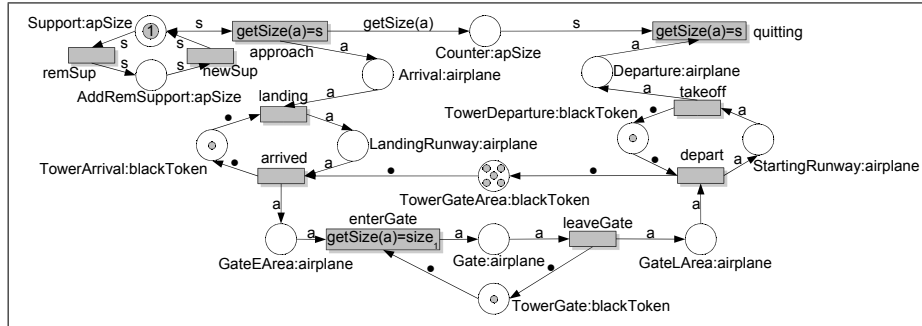 Support:apSize
1
s
getSize(a)=s
getSize(a)
s
getSize(a)=s
quitting
s
s
s
s
remSup
newSup
approach
a
Counter:apSize
a
AddRemSupport:apSize
Arrival:airplane
Departure:airplane
landing
a
a
takeoff
TowerDeparture:blackToken
a
a
LandingRunway:airplane
TowerArrival:blackToken
arrived
a
depart
a
StartingRunway:airplane
TowerGateArea:blackToken
a
a
enterGate
leaveGate
a
getSize(a)=size1
a
a
a
GateEArea:airplane
Gate:airplane
GateLArea:airplane
TowerGate:blackToken